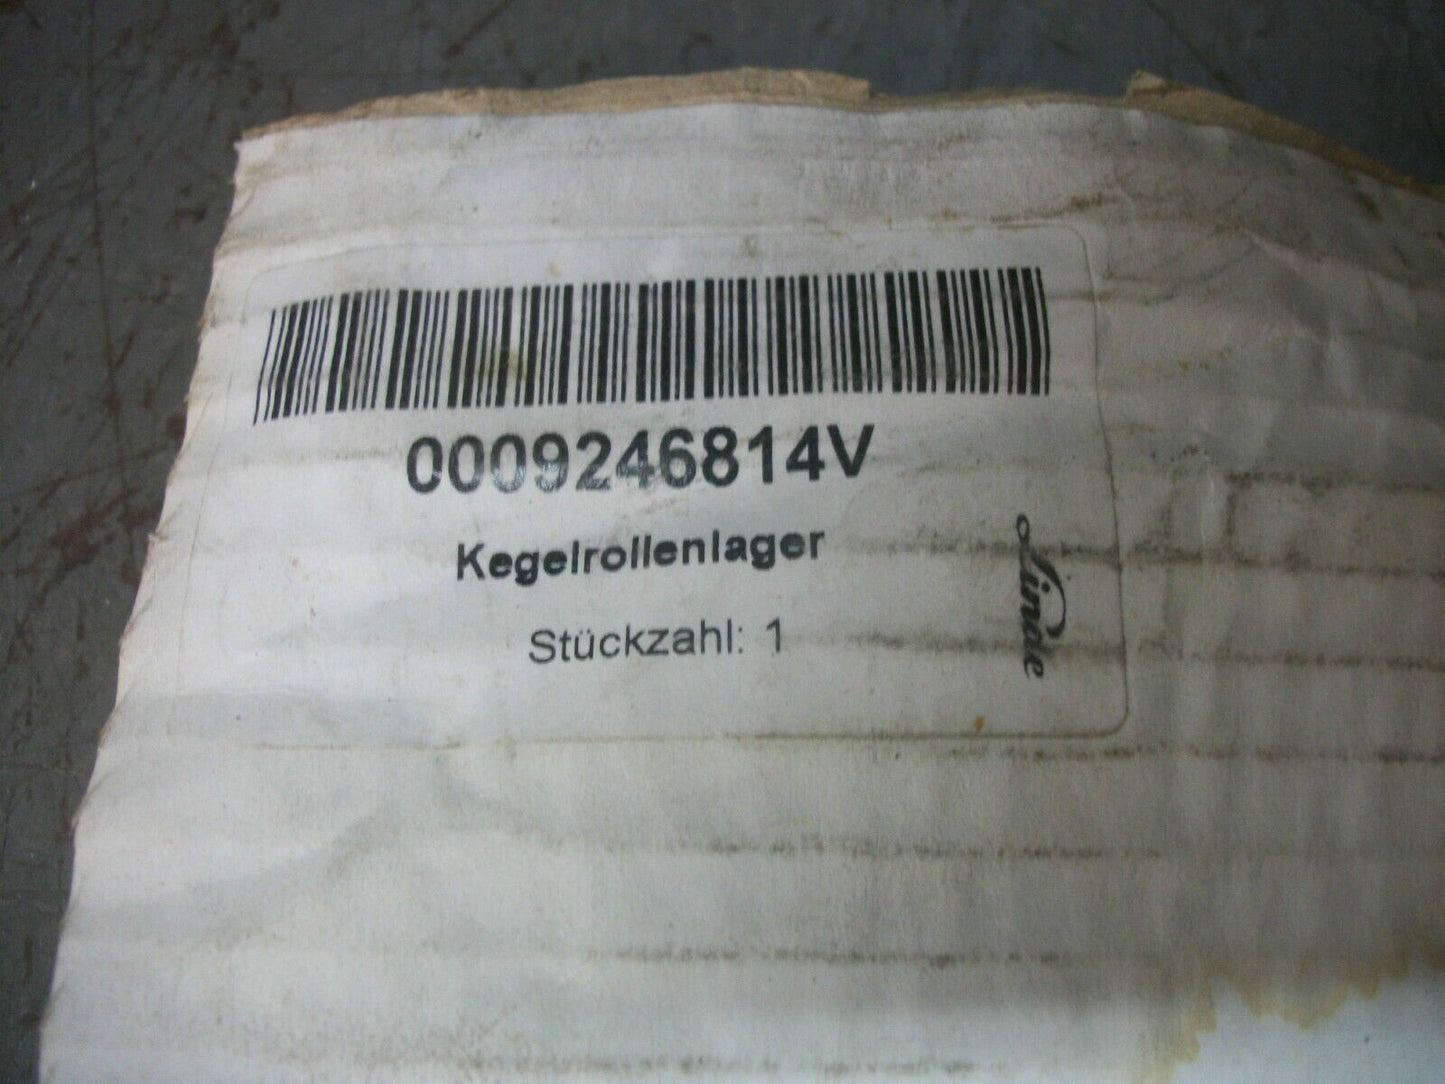 0009246814V
Kegelrollenlager
Stückzahl: 1
Linde